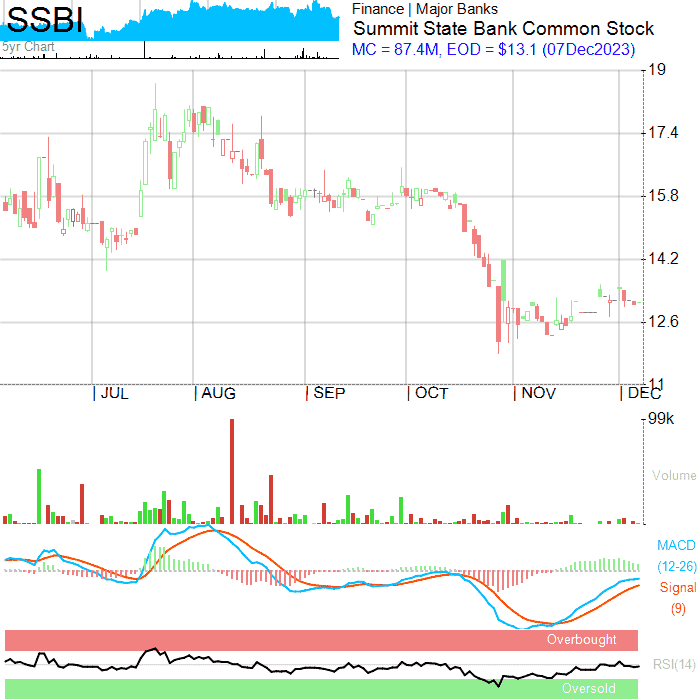 SSBI
5yr Chart
Finance | Major Banks
Summit State Bank Common Stock
MC = 87.4M, EOD = $13.1 (07Dec2023)
19
17.4
15.8
14.2
12.6
11
| JUL | AUG | SEP | OCT | NOV | DEC
99k
Volume
MACD
(12-26)
Signal
(9)
Overbought
RSI(14)
Oversold